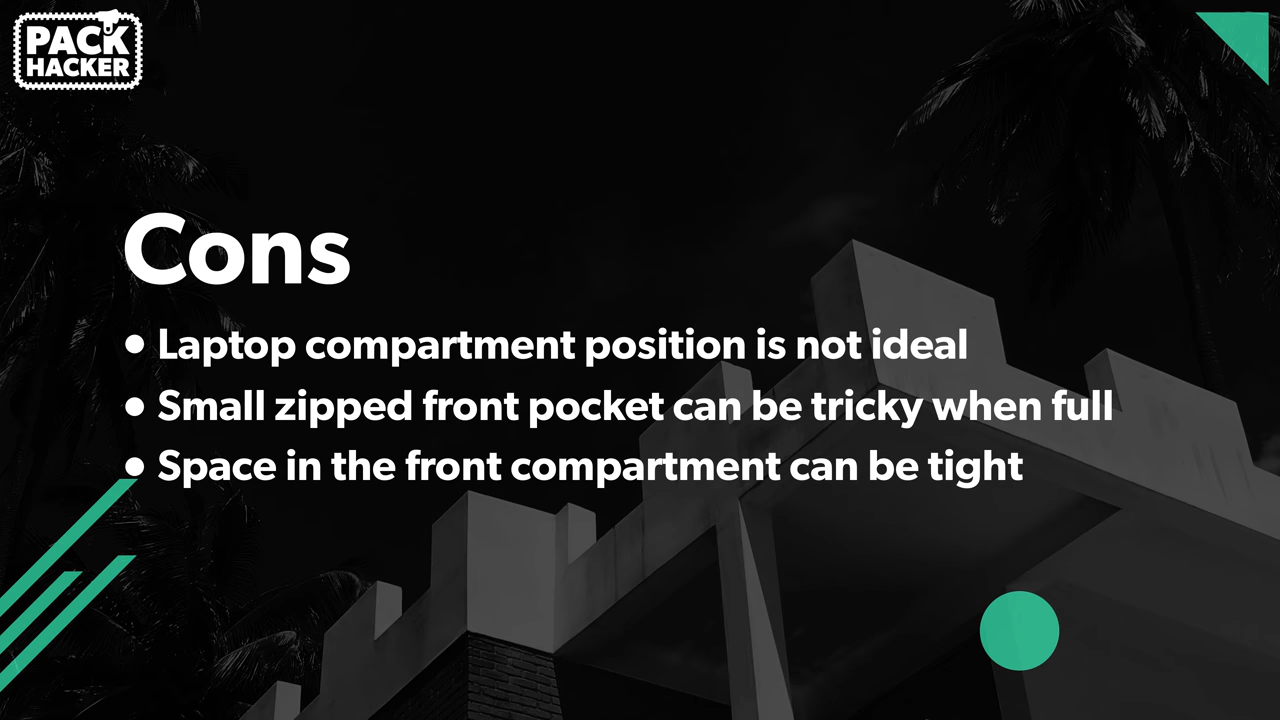 PACK
HACKER
Cons
• Laptop compartment position is not ideal
• Small zipped front pocket can be tricky when full
• Space in the front compartment can be tight